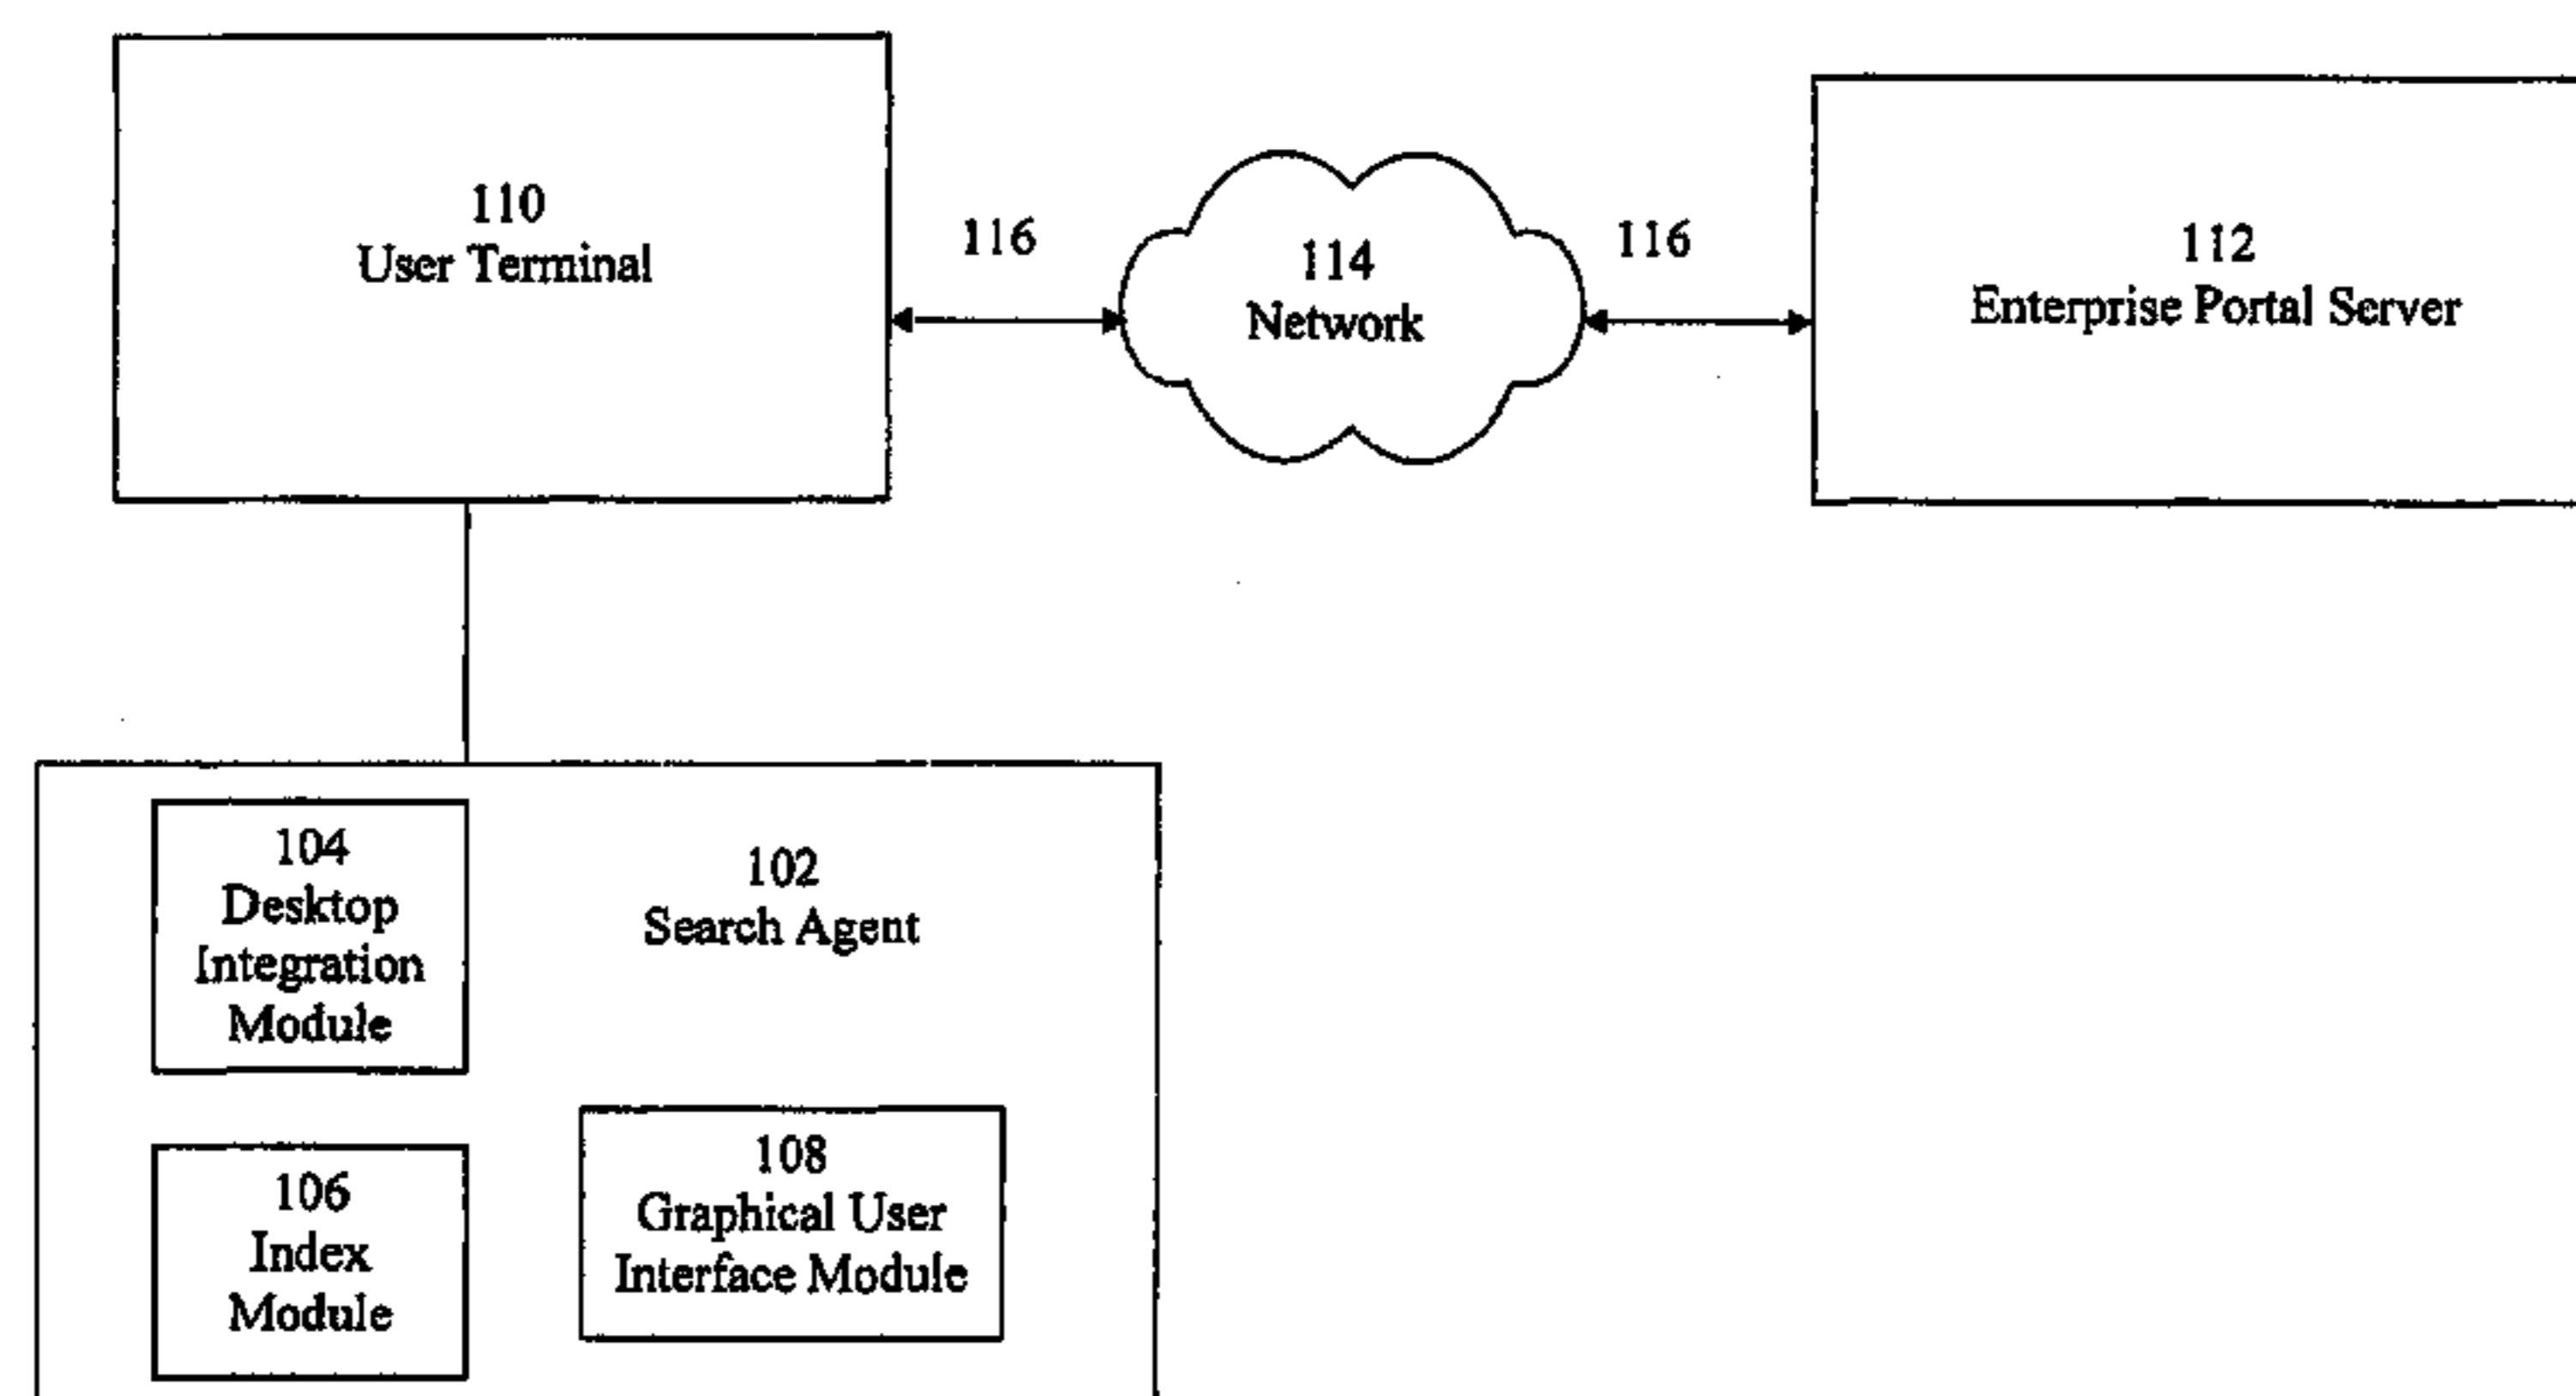 110
User Terminal
116
114
Network
116
112
Enterprise Portal Server
104
Desktop
Integration
Module
102
Search Agent
106
Index
Module
108
Graphical User
Interface Module